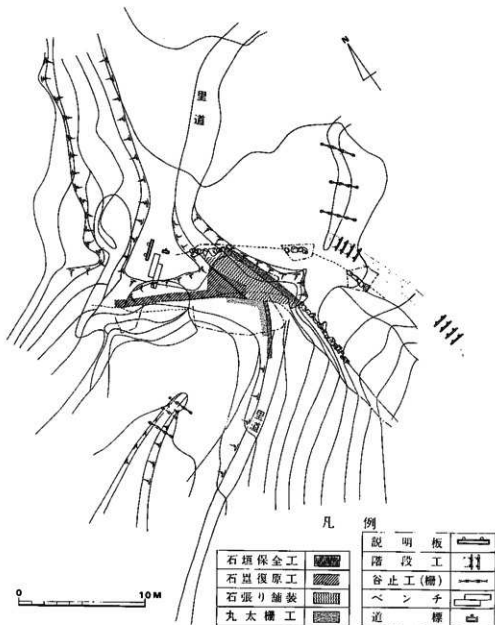 N
里道
里道
0 10M
凡例
石垣保全工
石塁復原工
石張り舗装
丸太柵工
説明板
階段工
谷止工(柵)
ベンチ
道標